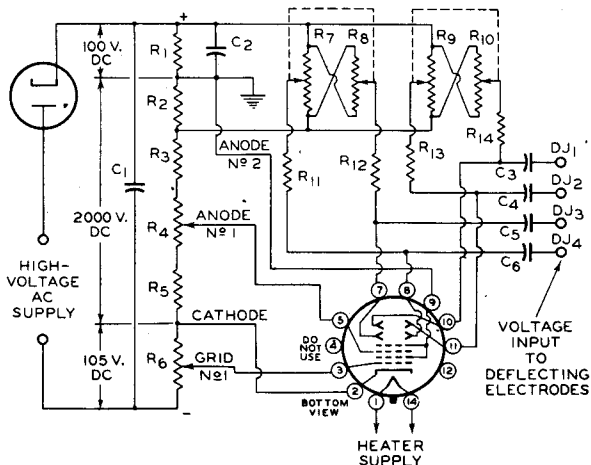 +
100 V.
DC
R1
C2
R7
R8
R9
R10
R2
ANODE
Nº 2
R14
DJ1
C1
R3
R11
R12
R13
C3
DJ2
C4
2000 V.
DC
ANODE
Nº 1
R4
DJ3
C5
DJ4
C6
HIGH-
VOLTAGE
AC
SUPPLY
R5
7
8
9
10
5
CATHODE
DO
NOT
USE
4
11
VOLTAGE
INPUT
TO
DEFLECTING
ELECTRODES
105 V.
DC
R6
GRID
Nº1
3
12
2
BOTTOM
VIEW
1
14
-
HEATER
SUPPLY